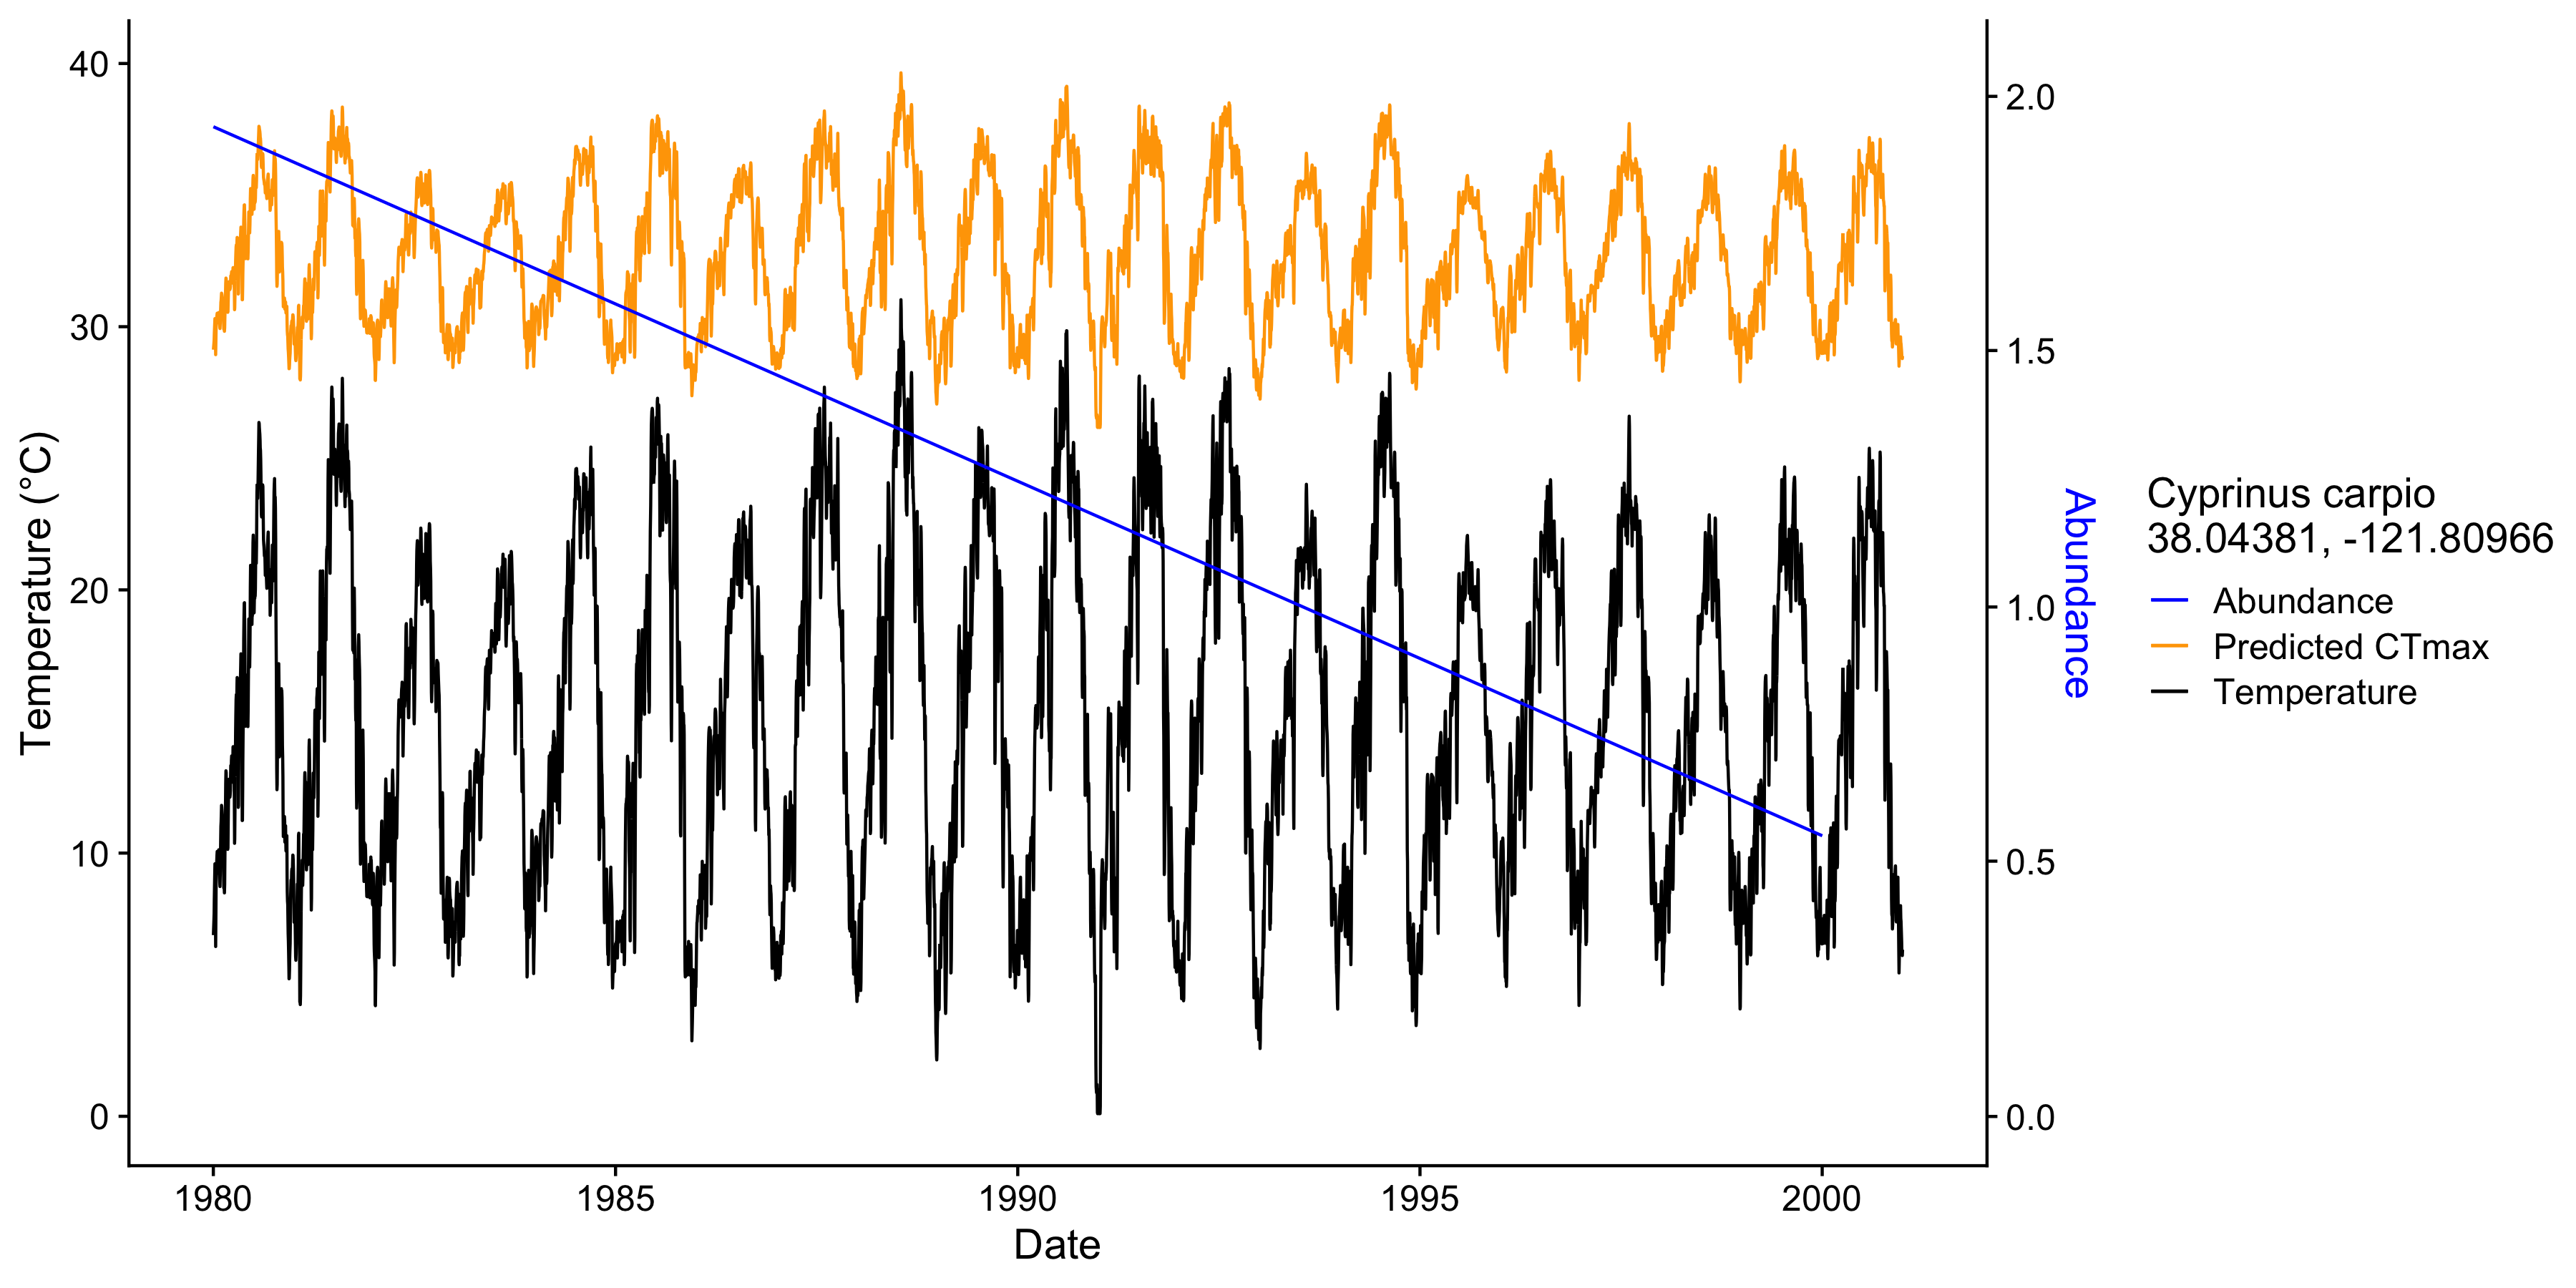 Temperature (°C)
40
30
20
10
0
1980
1985
1990
1995
2000
Date
2.0
1.5
1.0
0.5
0.0
Abundance
Cyprinus carpio
38.04381, -121.80966
Abundance
Predicted CTmax
Temperature